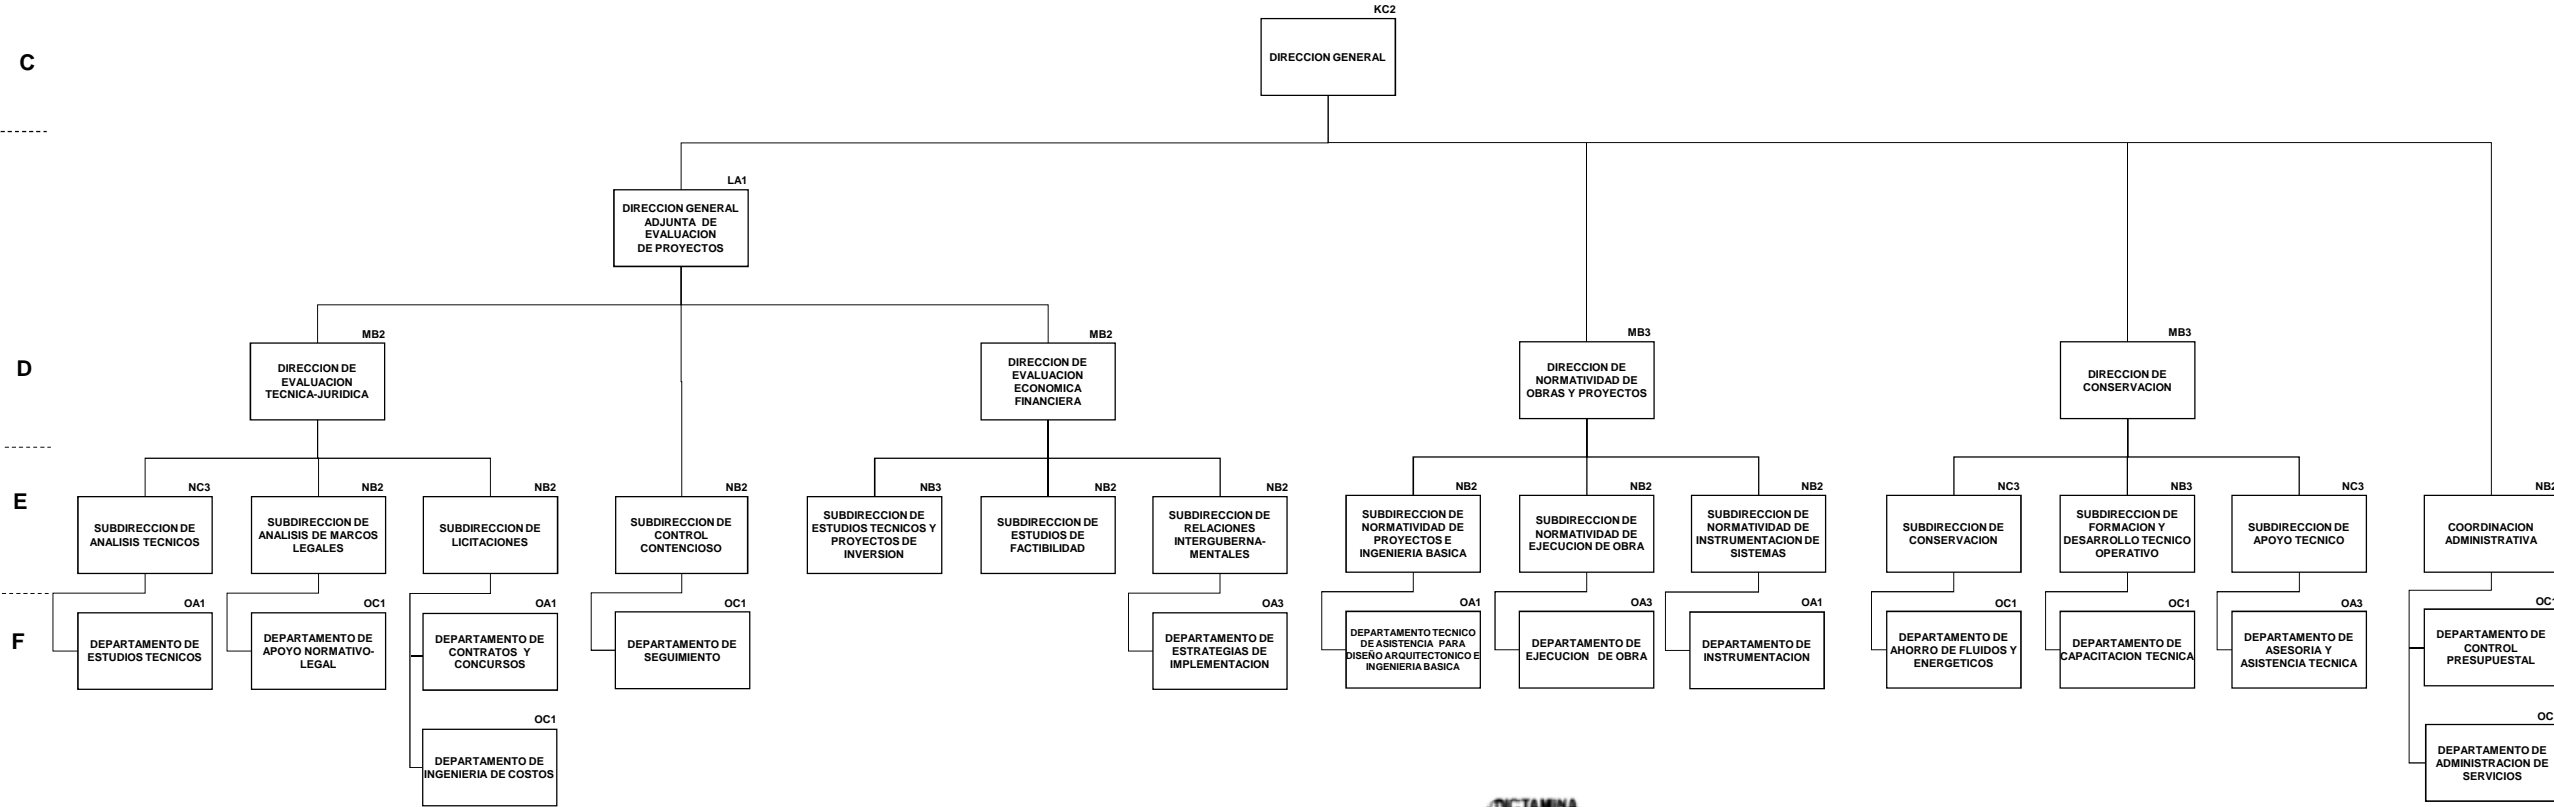 KC2
DIRECCION GENERAL
C
LA1
DIRECCION GENERAL
ADJUNTA DE
EVALUACION
DE PROYECTOS
D
MB2
DIRECCION DE
EVALUACION
TECNICA-JURIDICA
MB2
DIRECCION DE
EVALUACION
ECONOMICA
FINANCIERA
MB3
DIRECCION DE
NORMATIVIDAD DE
OBRAS Y PROYECTOS
MB3
DIRECCION DE
CONSERVACION
E
NC3
SUBDIRECCION DE
ANALISIS TECNICOS
NB2
SUBDIRECCION DE
ANALISIS DE MARCOS
LEGALES
NB2
SUBDIRECCION DE
LICITACIONES
NB2
SUBDIRECCION DE
CONTROL
CONTENCIOSO
NB3
SUBDIRECCION DE
ESTUDIOS TECNICOS Y
PROYECTOS DE
INVERSION
NB2
SUBDIRECCION DE
ESTUDIOS DE
FACTIBILIDAD
NB2
SUBDIRECCION DE
RELACIONES
INTERGUBERNA-
MENTALES
NB2
SUBDIRECCION DE
NORMATIVIDAD DE
PROYECTOS E
INGENIERIA BASICA
NB2
SUBDIRECCION DE
NORMATIVIDAD DE
EJECUCION DE OBRA
NB2
SUBDIRECCION DE
NORMATIVIDAD DE
INSTRUMENTACION DE
SISTEMAS
NC3
SUBDIRECCION DE
CONSERVACION
NB3
SUBDIRECCION DE
FORMACION Y
DESARROLLO TECNICO
OPERATIVO
NC3
SUBDIRECCION DE
APOYO TECNICO
NB2
COORDINACION
ADMINISTRATIVA
F
OA1
DEPARTAMENTO DE
ESTUDIOS TECNICOS
OC1
DEPARTAMENTO DE
APOYO NORMATIVO-
LEGAL
OA1
DEPARTAMENTO DE
CONTRATOS Y
CONCURSOS
OC1
DEPARTAMENTO DE
SEGUIMIENTO
OA3
DEPARTAMENTO DE
ESTRATEGIAS DE
IMPLEMENTACION
OA1
DEPARTAMENTO TECNICO
DE ASISTENCIA PARA
DISEÑO ARQUITECTONICO E
INGENIERIA BASICA
OA3
DEPARTAMENTO DE
EJECUCION DE OBRA
OA1
DEPARTAMENTO DE
INSTRUMENTACION
OC1
DEPARTAMENTO DE
AHORRO DE FLUIDOS Y
ENERGETICOS
OC1
DEPARTAMENTO DE
CAPACITACION TECNICA
OA3
DEPARTAMENTO DE
ASESORIA Y
ASISTENCIA TECNICA
OC1
DEPARTAMENTO DE
CONTROL
PRESUPUESTAL
OC1
DEPARTAMENTO DE
INGENIERIA DE COSTOS
OC
DEPARTAMENTO DE
ADMINISTRACION DE
SERVICIOS
DICTAMINA